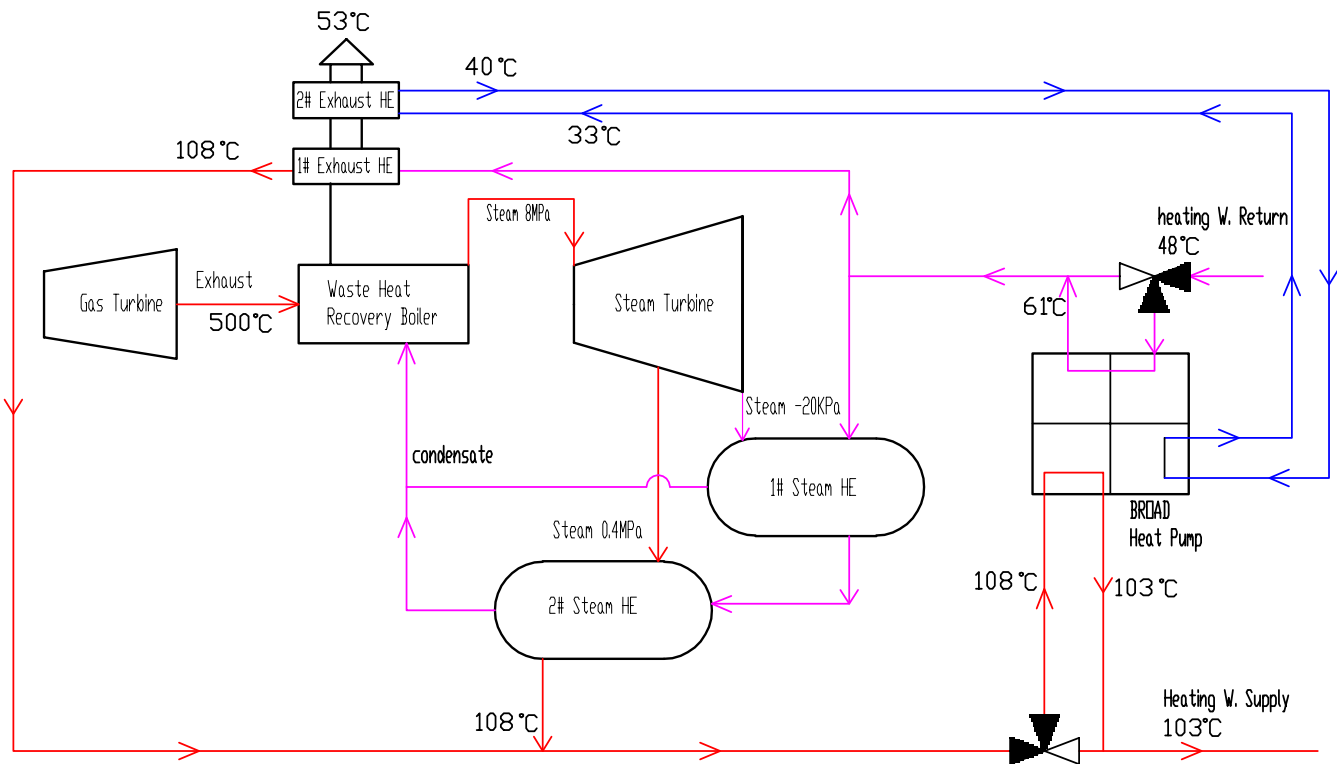 53°C
40°C
2# Exhaust HE
33°C
108°C
1# Exhaust HE
Steam 8MPa
heating W. Return
48°C
Exhaust
500°C
Gas Turbine
Waste Heat
Recovery Boiler
Steam Turbine
61°C
Steam -20KPa
condensate
1# Steam HE
Steam 0.4MPa
BROAD
Heat Pump
2# Steam HE
108°C
103°C
108°C
Heating W. Supply
103°C